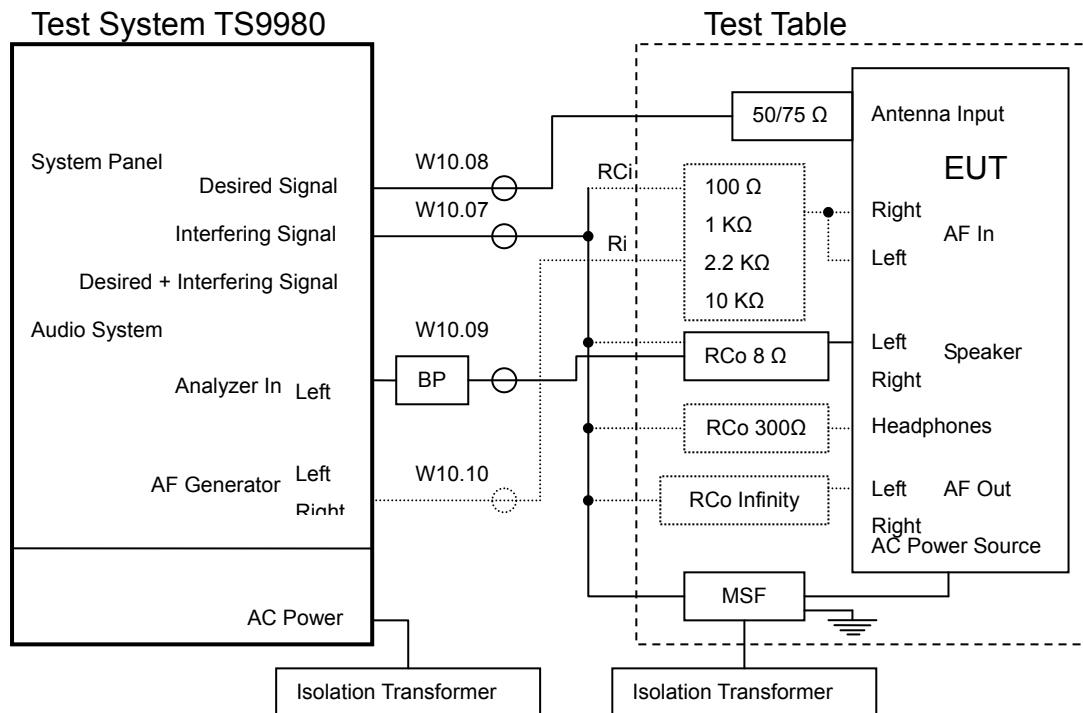 Test System TS9980
Test Table
System Panel
Desired Signal
Interfering Signal
Desired + Interfering Signal
Audio System
Analyzer In Left
AF Generator Left
Right
AC Power
W10.08
W10.07
W10.09
BP
W10.10
RCi
Ri
50/75 Ω
100 Ω
1 KΩ
2.2 KΩ
10 KΩ
RCo 8 Ω
RCo 300Ω
RCo Infinity
MSF
Antenna Input
EUT
Right
AF In
Left
Left
Speaker
Right
Headphones
Left AF Out
Right
AC Power Source
Isolation Transformer
Isolation Transformer